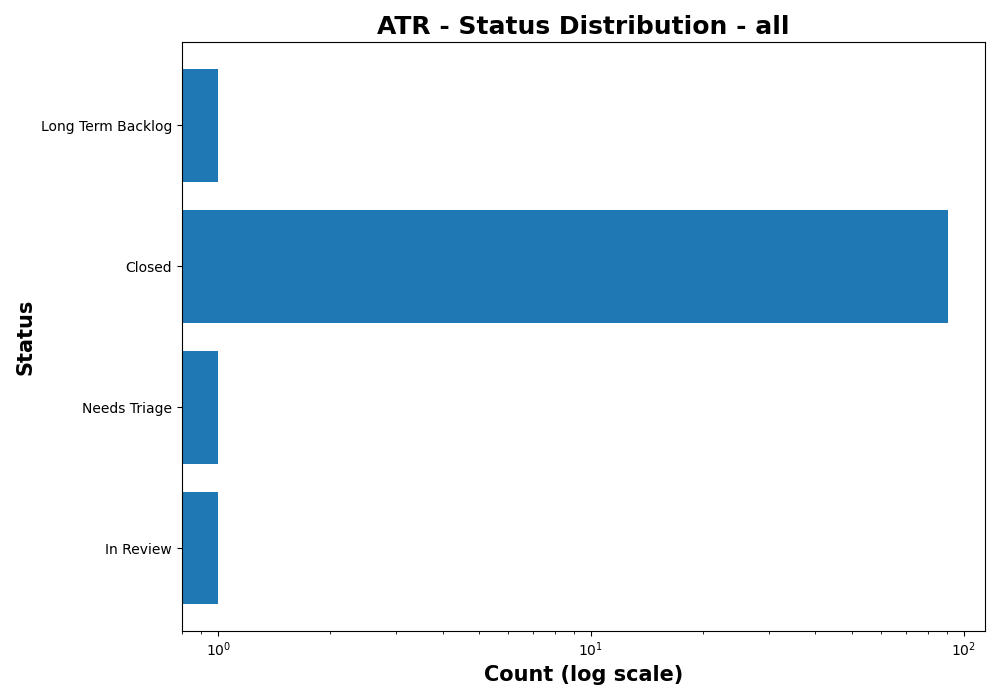 ATR - Status Distribution - all
Long Term Backlog
Closed
Needs Triage
In Review
Status
10⁰
10¹
10²
Count (log scale)